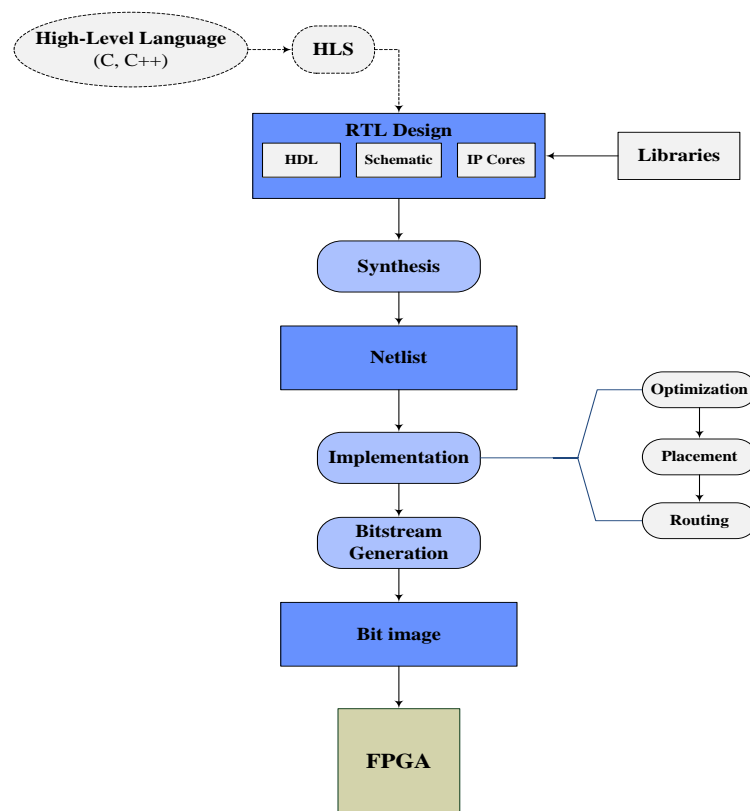 High-Level Language
(C, C++)
HLS
RTL Design
HDL
Schematic
IP Cores
Libraries
Synthesis
Netlist
Optimization
Implementation
Placement
Routing
Bitstream
Generation
Bit image
FPGA